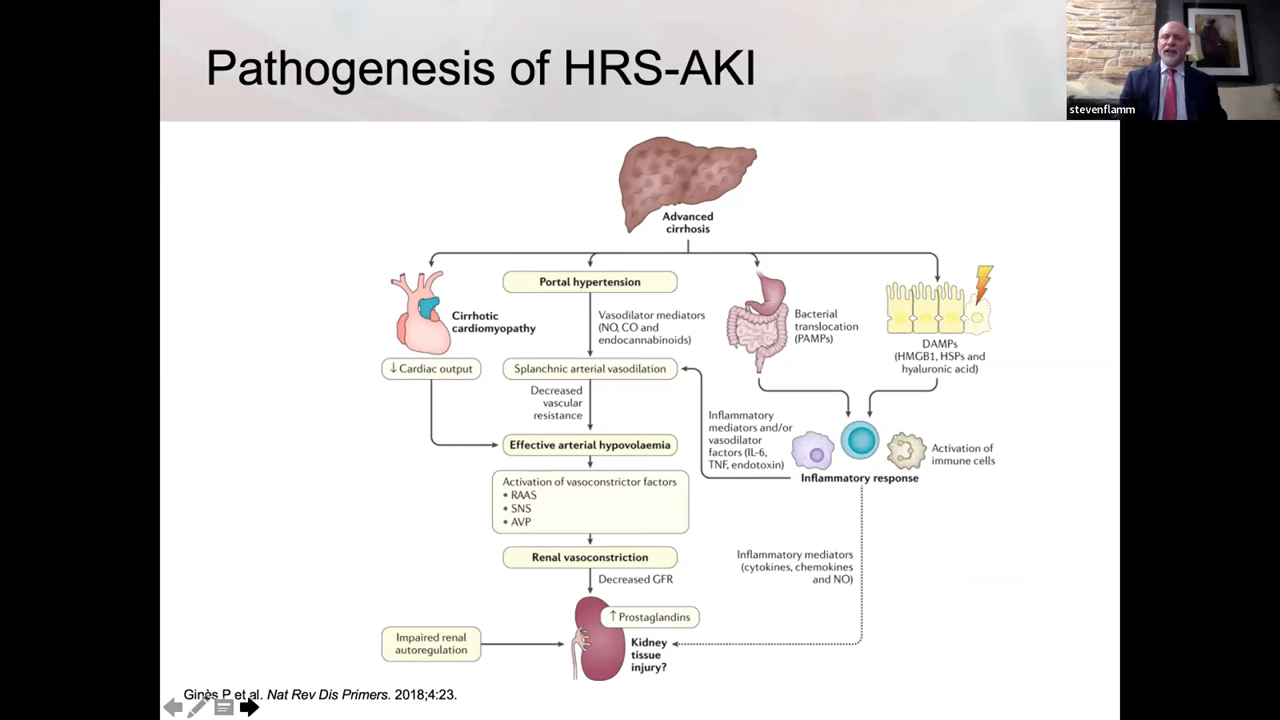 Pathogenesis of HRS-AKI
stevenflamm
Advanced
cirrhosis
Cirrhotic
cardiomyopathy
↓ Cardiac output
Portal hypertension
Vasodilator mediators
(NO, CO and
endocannabinoids)
Splanchnic arterial vasodilation
Decreased
vascular
resistance
Effective arterial hypovolaemia
Activation of vasoconstrictor factors
• RAAS
• SNS
• AVP
Renal vasoconstriction
Decreased GFR
↑ Prostaglandins
Kidney
tissue
injury?
Impaired renal
autoregulation
Bacterial
translocation
(PAMPs)
DAMPs
(HMGB1, HSPs and
hyaluronic acid)
Inflammatory
mediators and/or
vasodilator
factors (IL-6,
TNF, endotoxin)
Activation of
immune cells
Inflammatory response
Inflammatory mediators
(cytokines, chemokines
and NO)
Ginès P et al. Nat Rev Dis Primers. 2018;4:23.